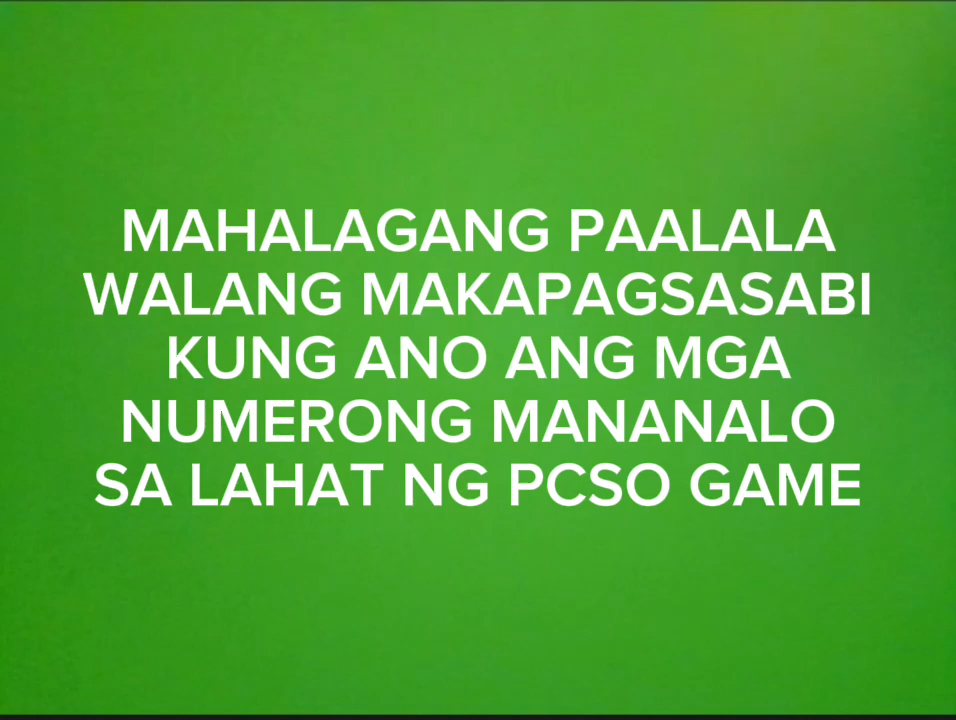 MAHALAGANG PAALALA
WALANG MAKAPAGSASABI
KUNG ANO ANG MGA
NUMERONG MANANALO
SA LAHAT NG PCSO GAME